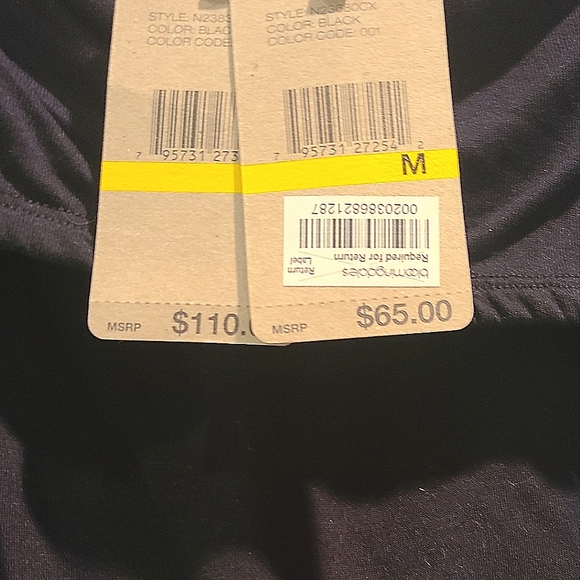 STYLE: N2383
COLOR: BLAC
COLOR CODE:
7 95731 273
MSRP $110.
STYLE: N23860GX
COLOR: BLACK
COLOR CODE: 001
7 95731 27254 2
M
bloomingdales
Required for Return
Return Label
0020386821287
MSRP $65.00